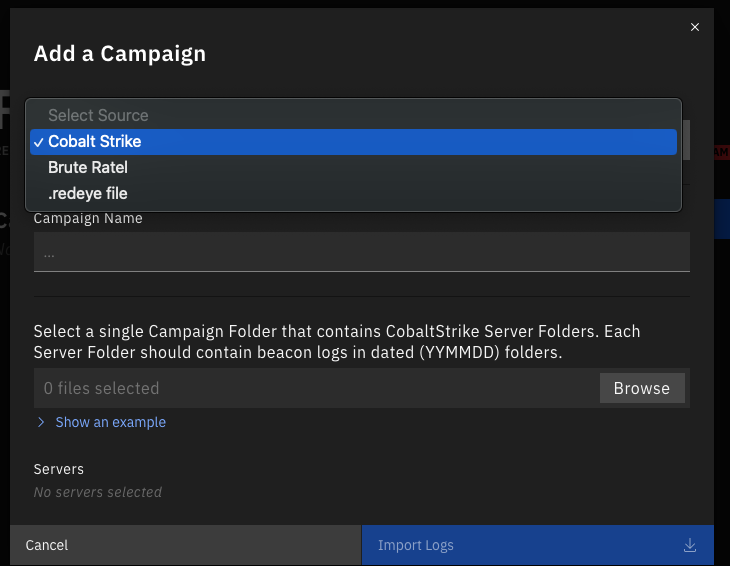 Add a Campaign
Select Source
✓ Cobalt Strike
Brute Ratel
.redeye file
Campaign Name
...
Select a single Campaign Folder that contains CobaltStrike Server Folders. Each
Server Folder should contain beacon logs in dated (YYMMDD) folders.
0 files selected
Browse
Show an example
Servers
No servers selected
Cancel
Import Logs